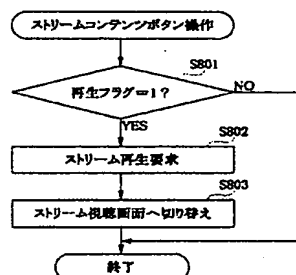 ストリームコンテンツボタン操作
S801
再生フラグ=1?
NO
YES
S802
ストリーム再生要求
S803
ストリーム視聴画面へ切り替え
終了